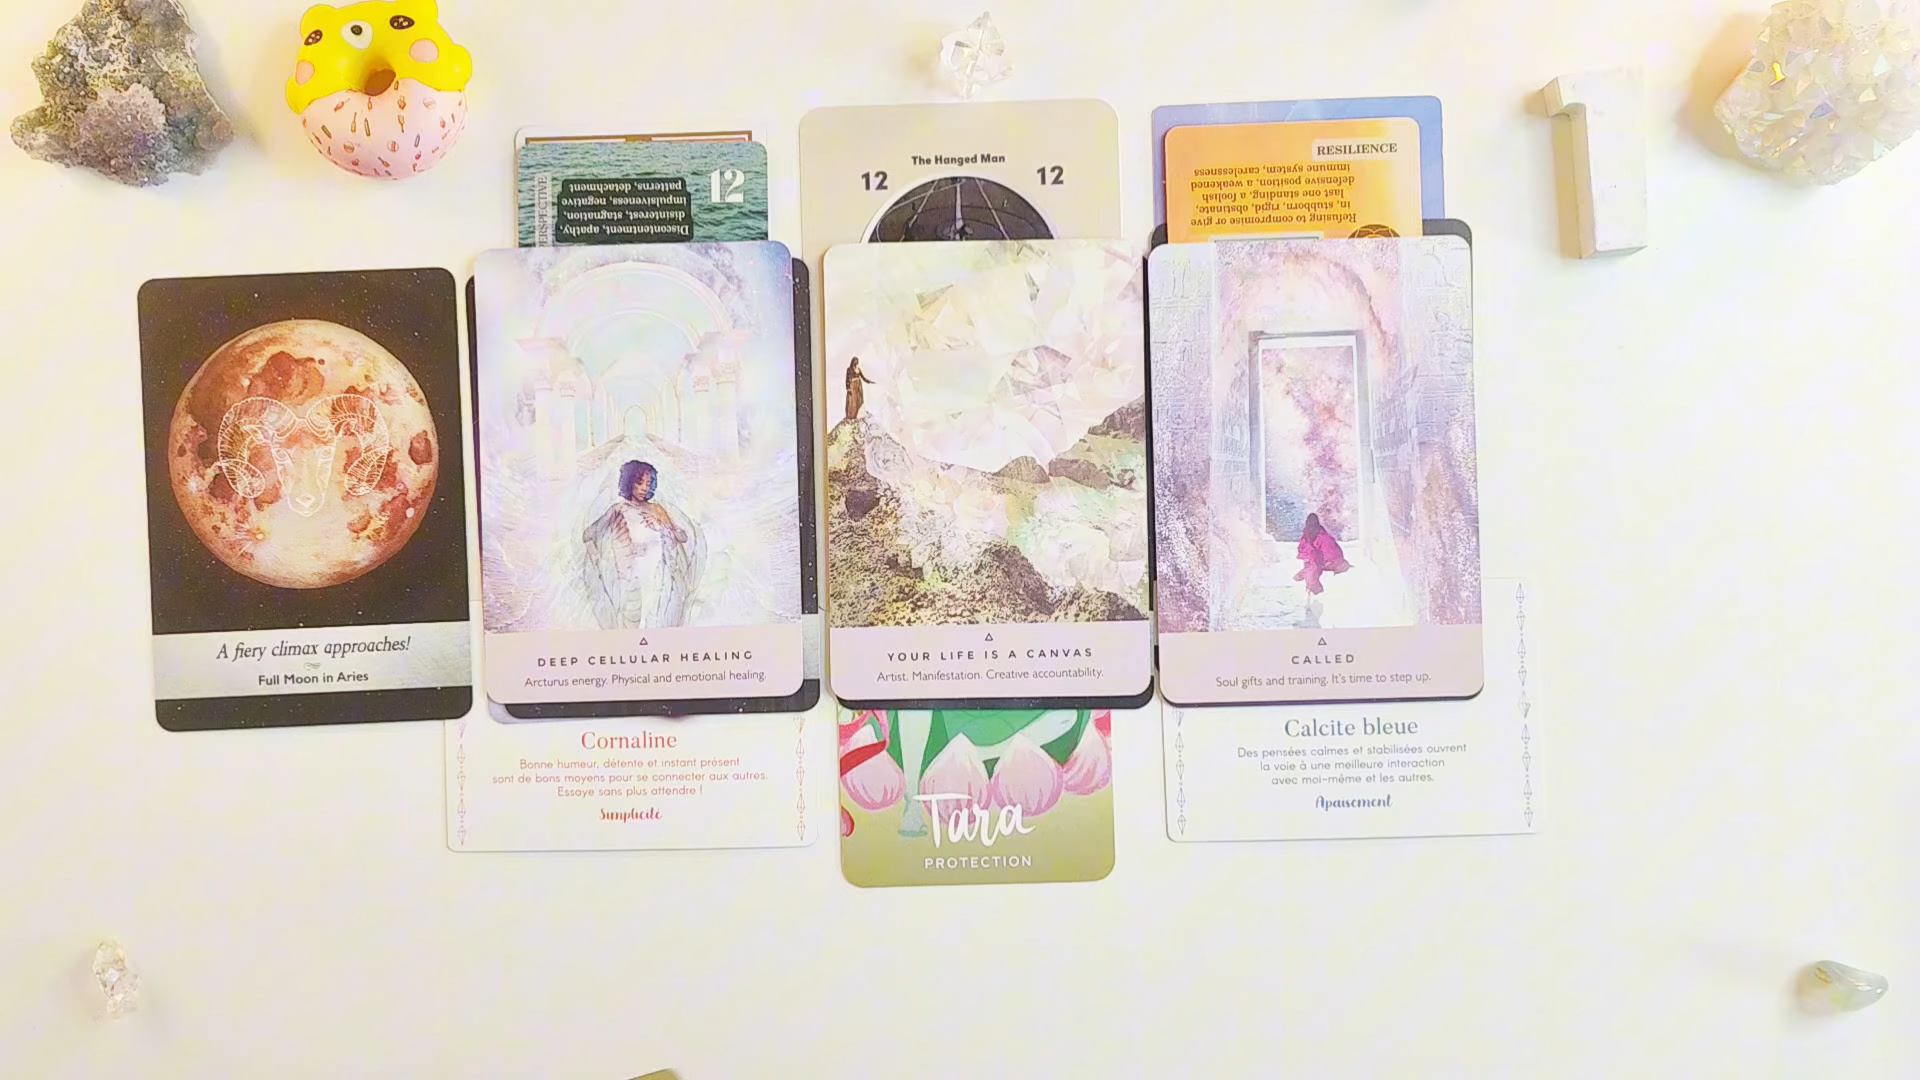 12
PERSPECTIVE
Discontentment, apathy,
disinterest, stagnation,
impulsiveness, negative
patterns, detachment
The Hanged Man
12
12
RESILIENCE
Refusing to compromise or give
in, stubborn, rigid, obstinate,
last one standing, a foolish
defensive position, a weakened
immune system, carelessness
1
A fiery climax approaches!
Full Moon in Aries
DEEP CELLULAR HEALING
Arcturus energy. Physical and emotional healing.
YOUR LIFE IS A CANVAS
Artist. Manifestation. Creative accountability.
CALLED
Soul gifts and training. It's time to step up.
Cornaline
Bonne humeur, détente et instant présent
sont de bons moyens pour se connecter aux autres.
Essaye sans plus attendre !
Simplicité
Tara
PROTECTION
Calcite bleue
Des pensées calmes et stabilisées ouvrent
la voie à une meilleure interaction
avec moi-même et les autres.
Apaisement